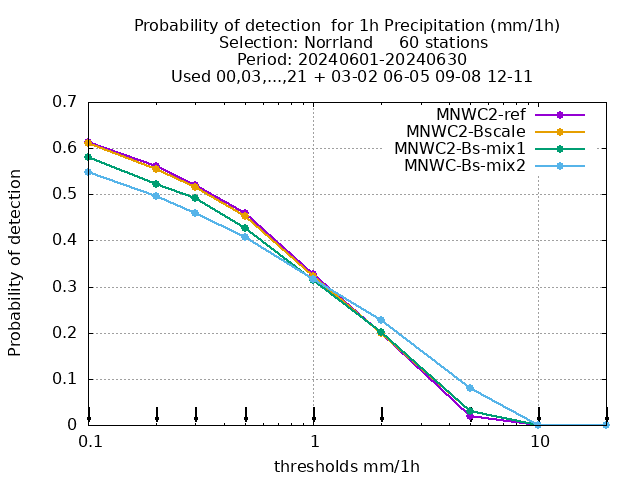 Probability of detection  for 1h Precipitation (mm/1h)
Selection: Norrland     60 stations
Period: 20240601-20240630
Used 00,03,...,21 + 03-02 06-05 09-08 12-11
MNWC2-ref
MNWC2-Bscale
MNWC2-Bs-mix1
MNWC-Bs-mix2
Probability of detection
0.7
0.6
0.5
0.4
0.3
0.2
0.1
0
0.1 1 10
thresholds mm/1h